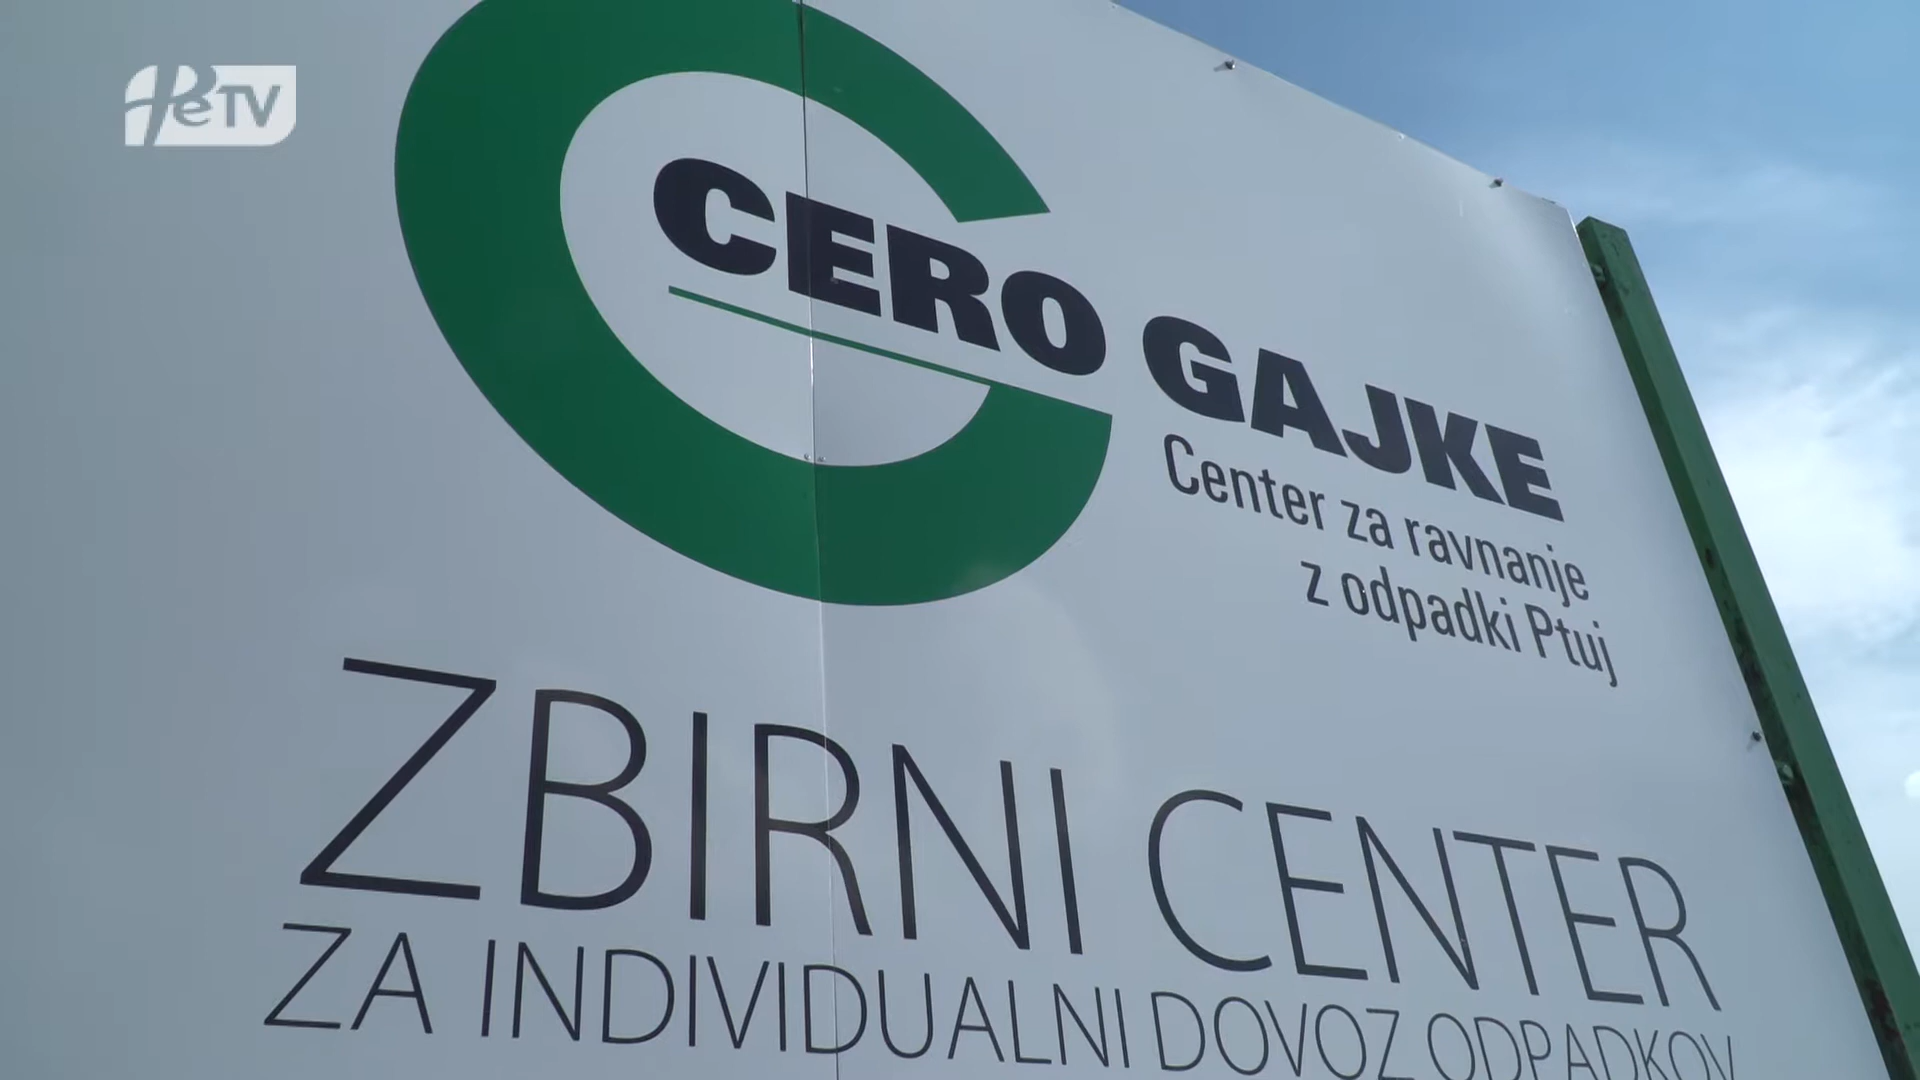 PeTV
CERO GAJKE
Center za ravnanje
z odpadki Ptuj
ZBIRNI CENTER
ZA INDIVIDUALNI DOVOZ ODPADKOV